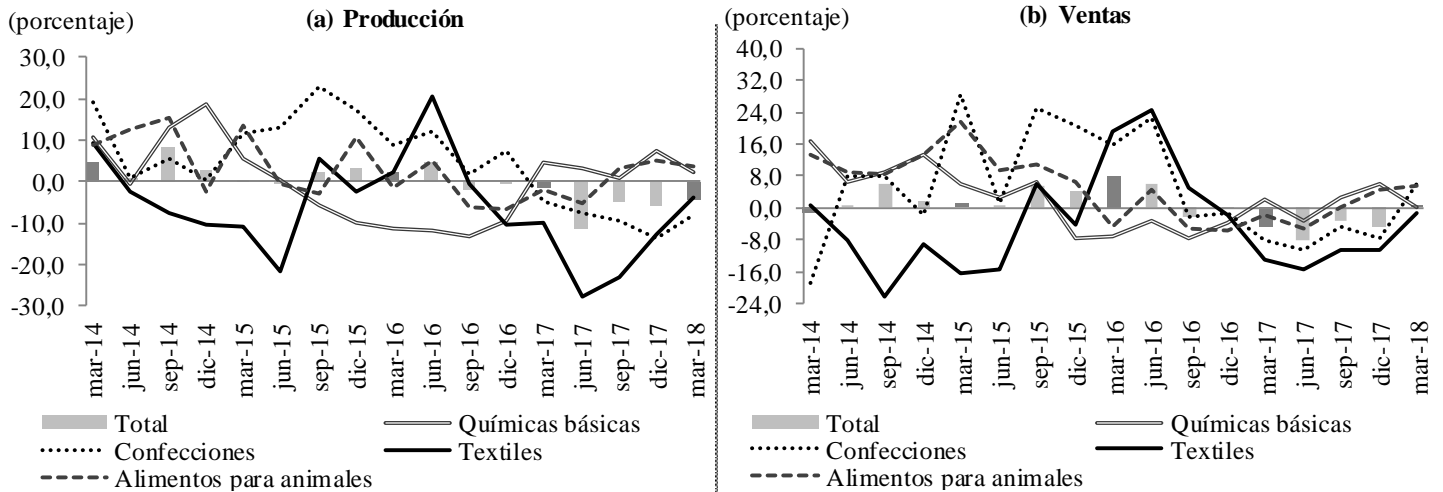 (porcentaje)
(a) Producción
30,0
20,0
10,0
0,0
-10,0
-20,0
-30,0
mar-14
jun-14
sep-14
dic-14
mar-15
jun-15
sep-15
dic-15
mar-16
jun-16
sep-16
dic-16
mar-17
jun-17
sep-17
dic-17
mar-18
Total
Químicas básicas
Confecciones
Textiles
Alimentos para animales
(porcentaje)
(b) Ventas
40,0
32,0
24,0
16,0
8,0
0,0
-8,0
-16,0
-24,0
mar-14
jun-14
sep-14
dic-14
mar-15
jun-15
sep-15
dic-15
mar-16
jun-16
sep-16
dic-16
mar-17
jun-17
sep-17
dic-17
mar-18
Total
Químicas básicas
Confecciones
Textiles
Alimentos para animales